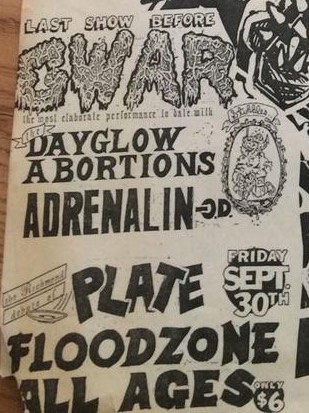 LAST SHOW BEFORE
GWAR
the most elaborate performance to date with
the
DAYGLOW
ABORTIONS
ADRENALIN O.D.
the Richmond
debute of
PLATE
FRIDAY
SEPT.
30TH
FLOODZONE
ALL AGES
ONLY
$6